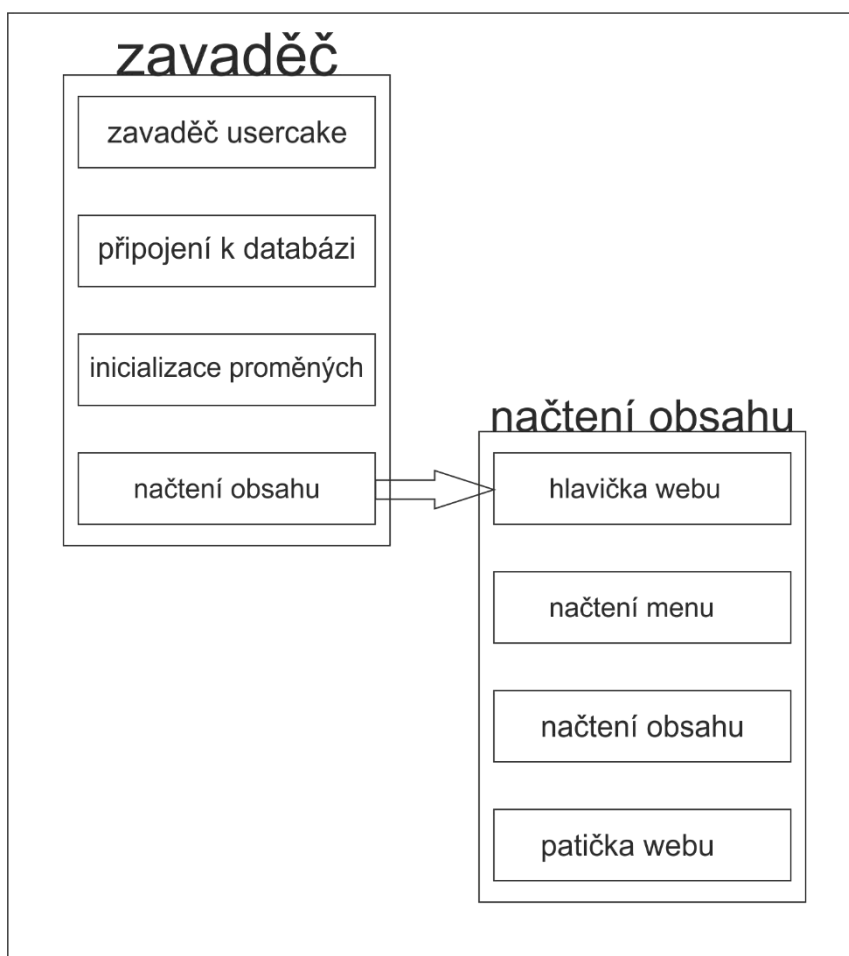 zavaděč
zavaděč usercake
připojení k databázi
inicializace proměných
načtení obsahu
načtení obsahu
hlavička webu
načtení menu
načtení obsahu
patička webu